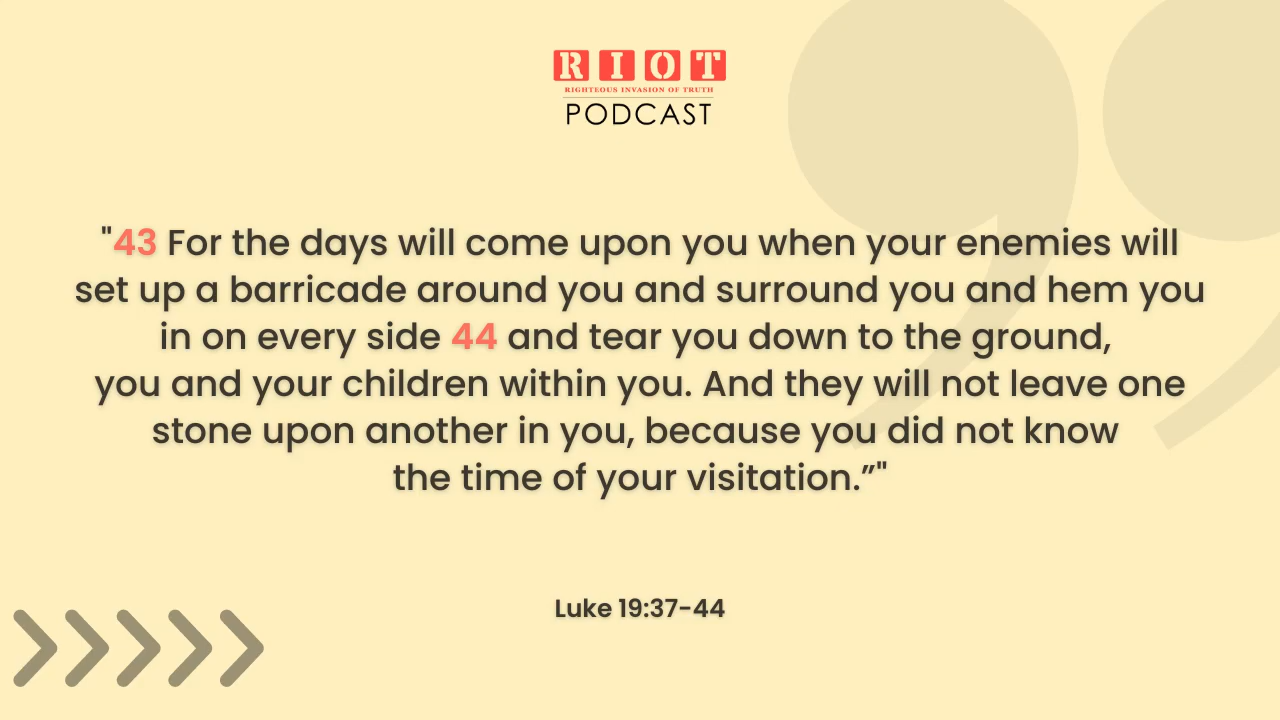 RIOT
RIGHTEOUS INVASION OF TRUTH
PODCAST
"43 For the days will come upon you when your enemies will
set up a barricade around you and surround you and hem you
in on every side 44 and tear you down to the ground,
you and your children within you. And they will not leave one
stone upon another in you, because you did not know
the time of your visitation.”"
Luke 19:37-44